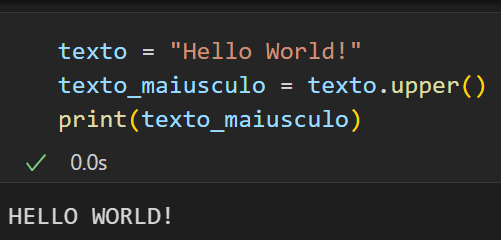 texto = "Hello World!"
texto_maiusculo = texto.upper()
print(texto_maiusculo)
0.0s
HELLO WORLD!